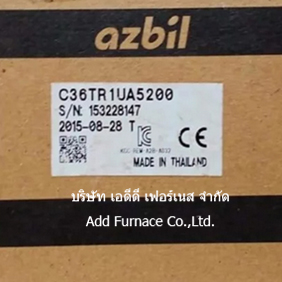 azbil
C36TR1UA5200
S/N: 153228147
2015-08-28 T
MADE IN THAILAND
บริษัท เอดีดี เฟอร์เนส จำกัด
Add Furnace Co.,Ltd.